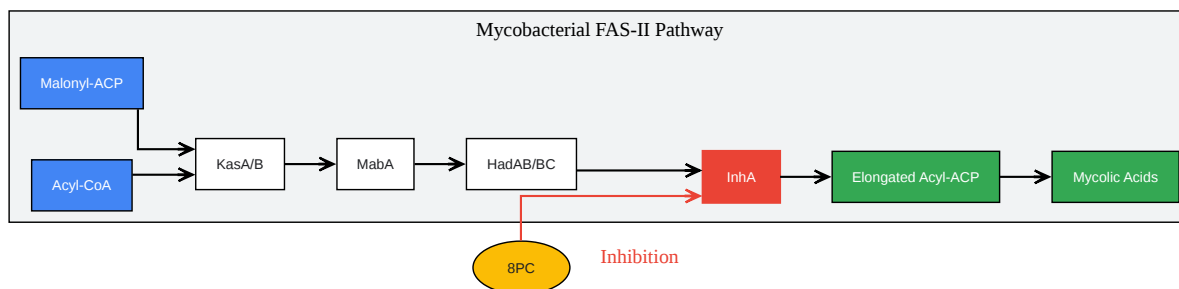 Mycobacterial FAS-II Pathway
Malonyl-ACP
Acyl-CoA
KasA/B
MabA
HadAB/BC
InhA
Elongated Acyl-ACP
Mycolic Acids
8PC
Inhibition